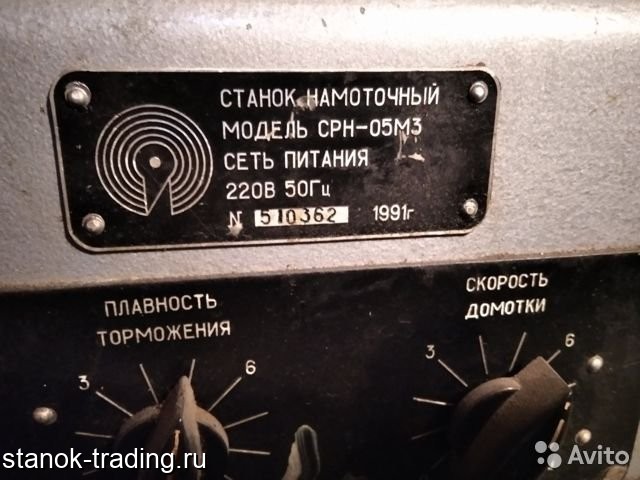 СТАНОК НАМОТОЧНЫЙ
МОДЕЛЬ СРН-05М3
СЕТЬ ПИТАНИЯ
220В 50Гц
№ 510362 1991г
ПЛАВНОСТЬ
ТОРМОЖЕНИЯ
3 6
СКОРОСТЬ
ДОМОТКИ
3 6
stanok-trading.ru
Avito